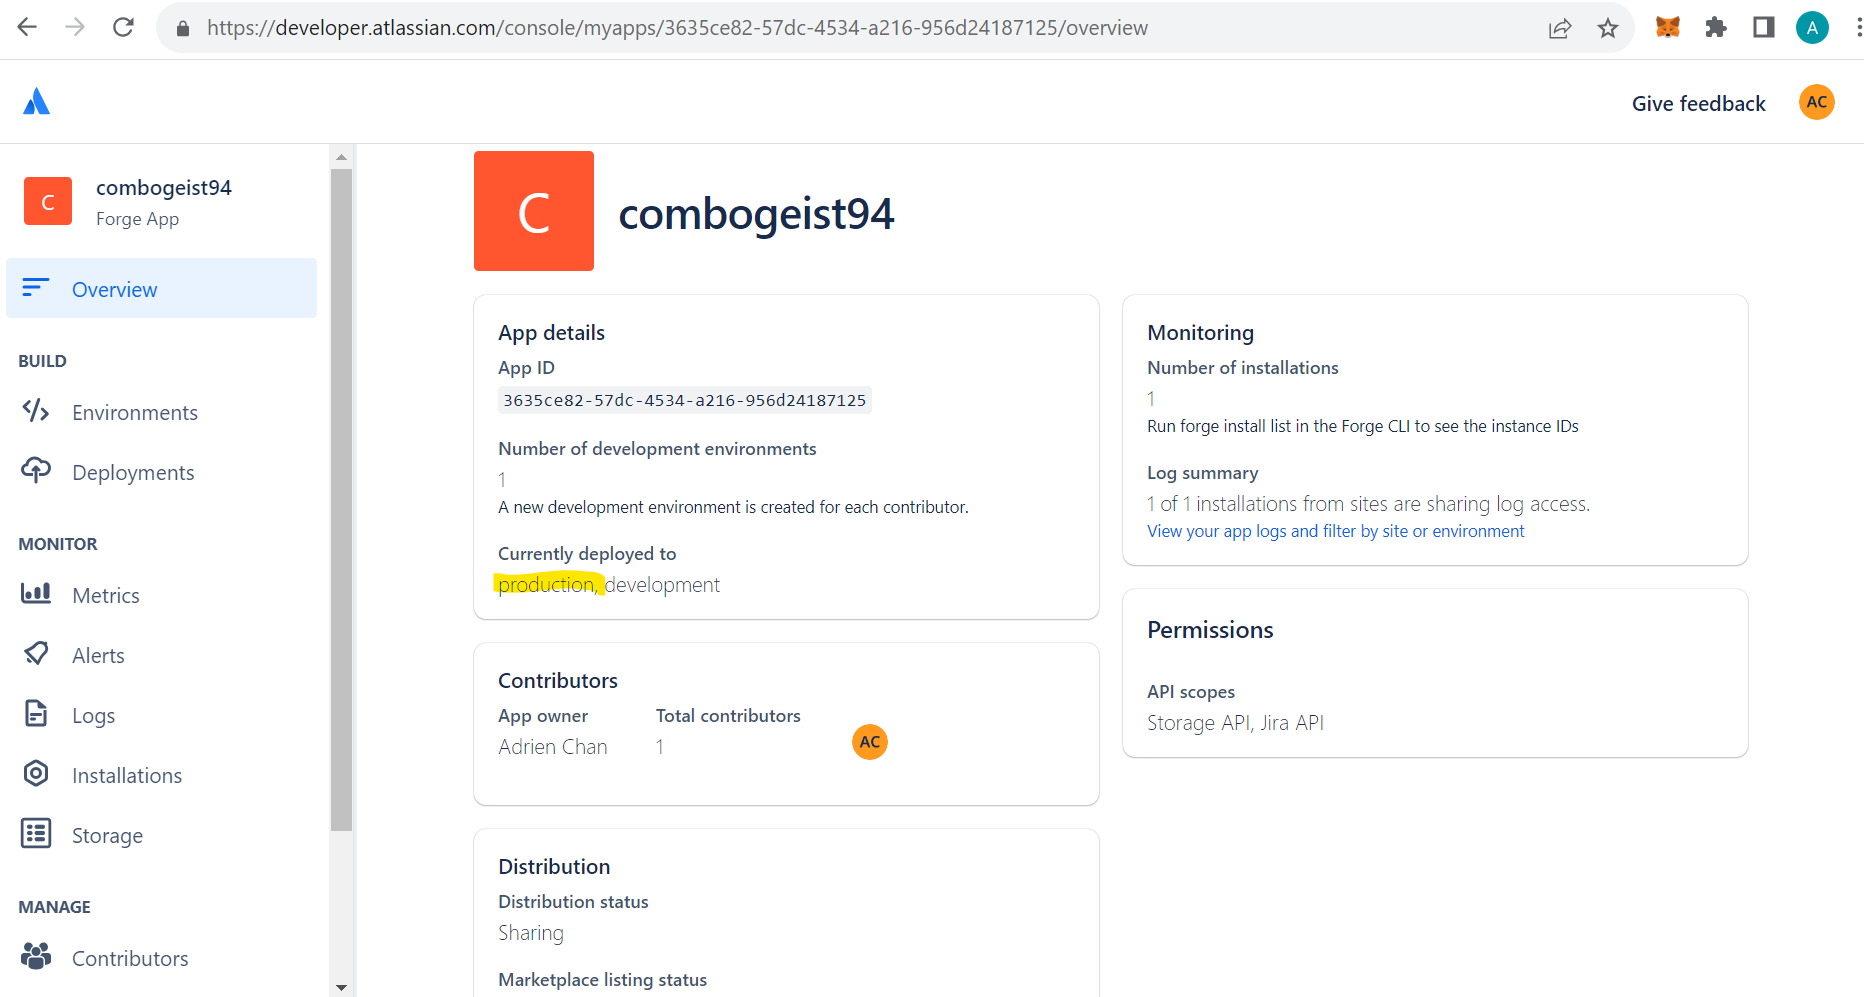 https://developer.atlassian.com/console/myapps/3635ce82-57dc-4534-a216-956d24187125/overview
A
Give feedback
AC
C
combogeist94
Forge App
Overview
BUILD
Environments
Deployments
MONITOR
Metrics
Alerts
Logs
Installations
Storage
MANAGE
Contributors
C
combogeist94
App details
App ID
3635ce82-57dc-4534-a216-956d24187125
Number of development environments
1
A new development environment is created for each contributor.
Currently deployed to
production, development
Contributors
App owner
Total contributors
Adrien Chan
1
AC
Distribution
Distribution status
Sharing
Marketplace listing status
Monitoring
Number of installations
1
Run forge install list in the Forge CLI to see the instance IDs
Log summary
1 of 1 installations from sites are sharing log access.
View your app logs and filter by site or environment
Permissions
API scopes
Storage API, Jira API